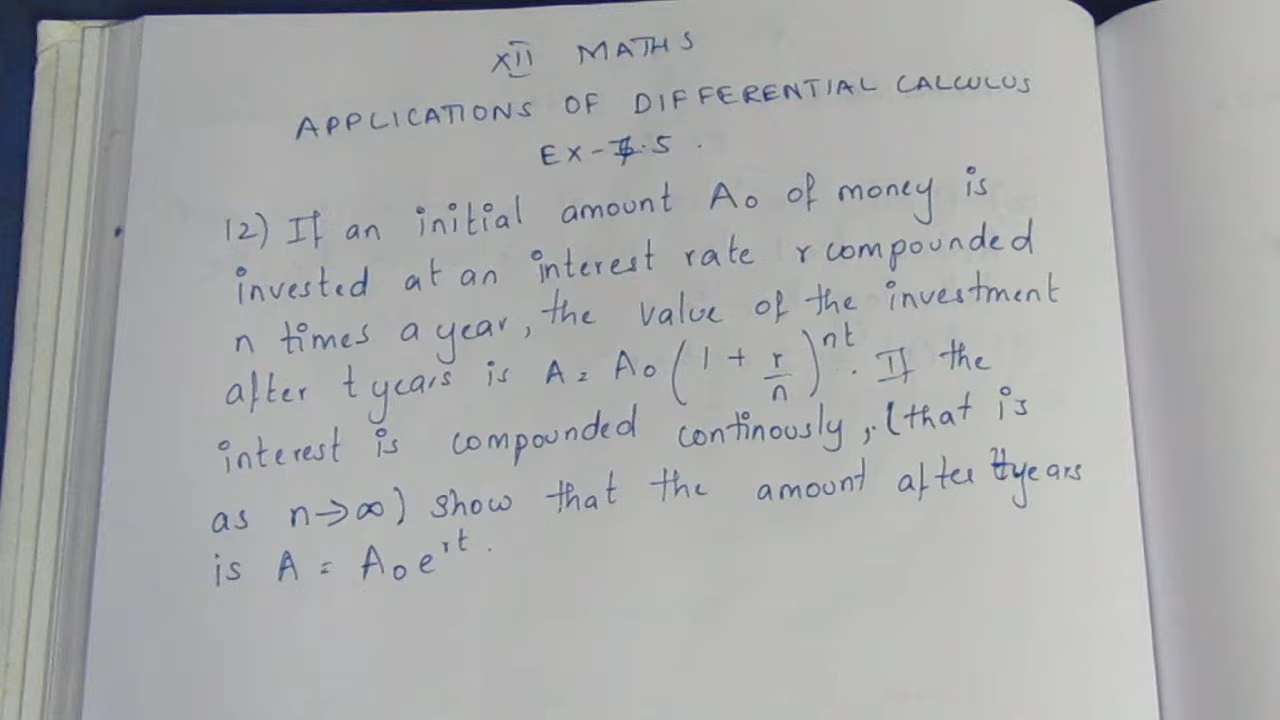 XII MATHS
APPLICATIONS OF DIFFERENTIAL CALCULUS
EX-7.5.
12) If an initial amount A₀ of money is
invested at an interest rate r compounded
n times a year, the value of the investment
after t years is A = A₀ (1 + r/n)^nt. If the
interest is compounded continously, (that is
as n→∞) show that the amount after t years
is A = A₀e^rt.